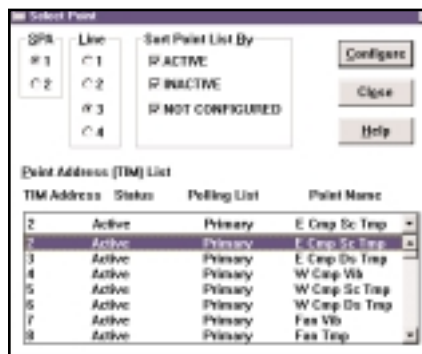 Select Point
SPA
1
2
Line
1
2
3
4
Sort Point List By
ACTIVE
INACTIVE
NOT CONFIGURED
Configure
Close
Help
Point Address (TIM) List
TIM Address Status Polling List Point Name
2 Active Primary E Cmp Sc Tmp
2 Active Primary E Cmp Sc Tmp
3 Active Primary E Cmp Ds Tmp
4 Active Primary W Cmp Vib
5 Active Primary W Cmp Sc Tmp
6 Active Primary W Cmp Ds Tmp
7 Active Primary Fan Vib
8 Active Primary Fan Tmp